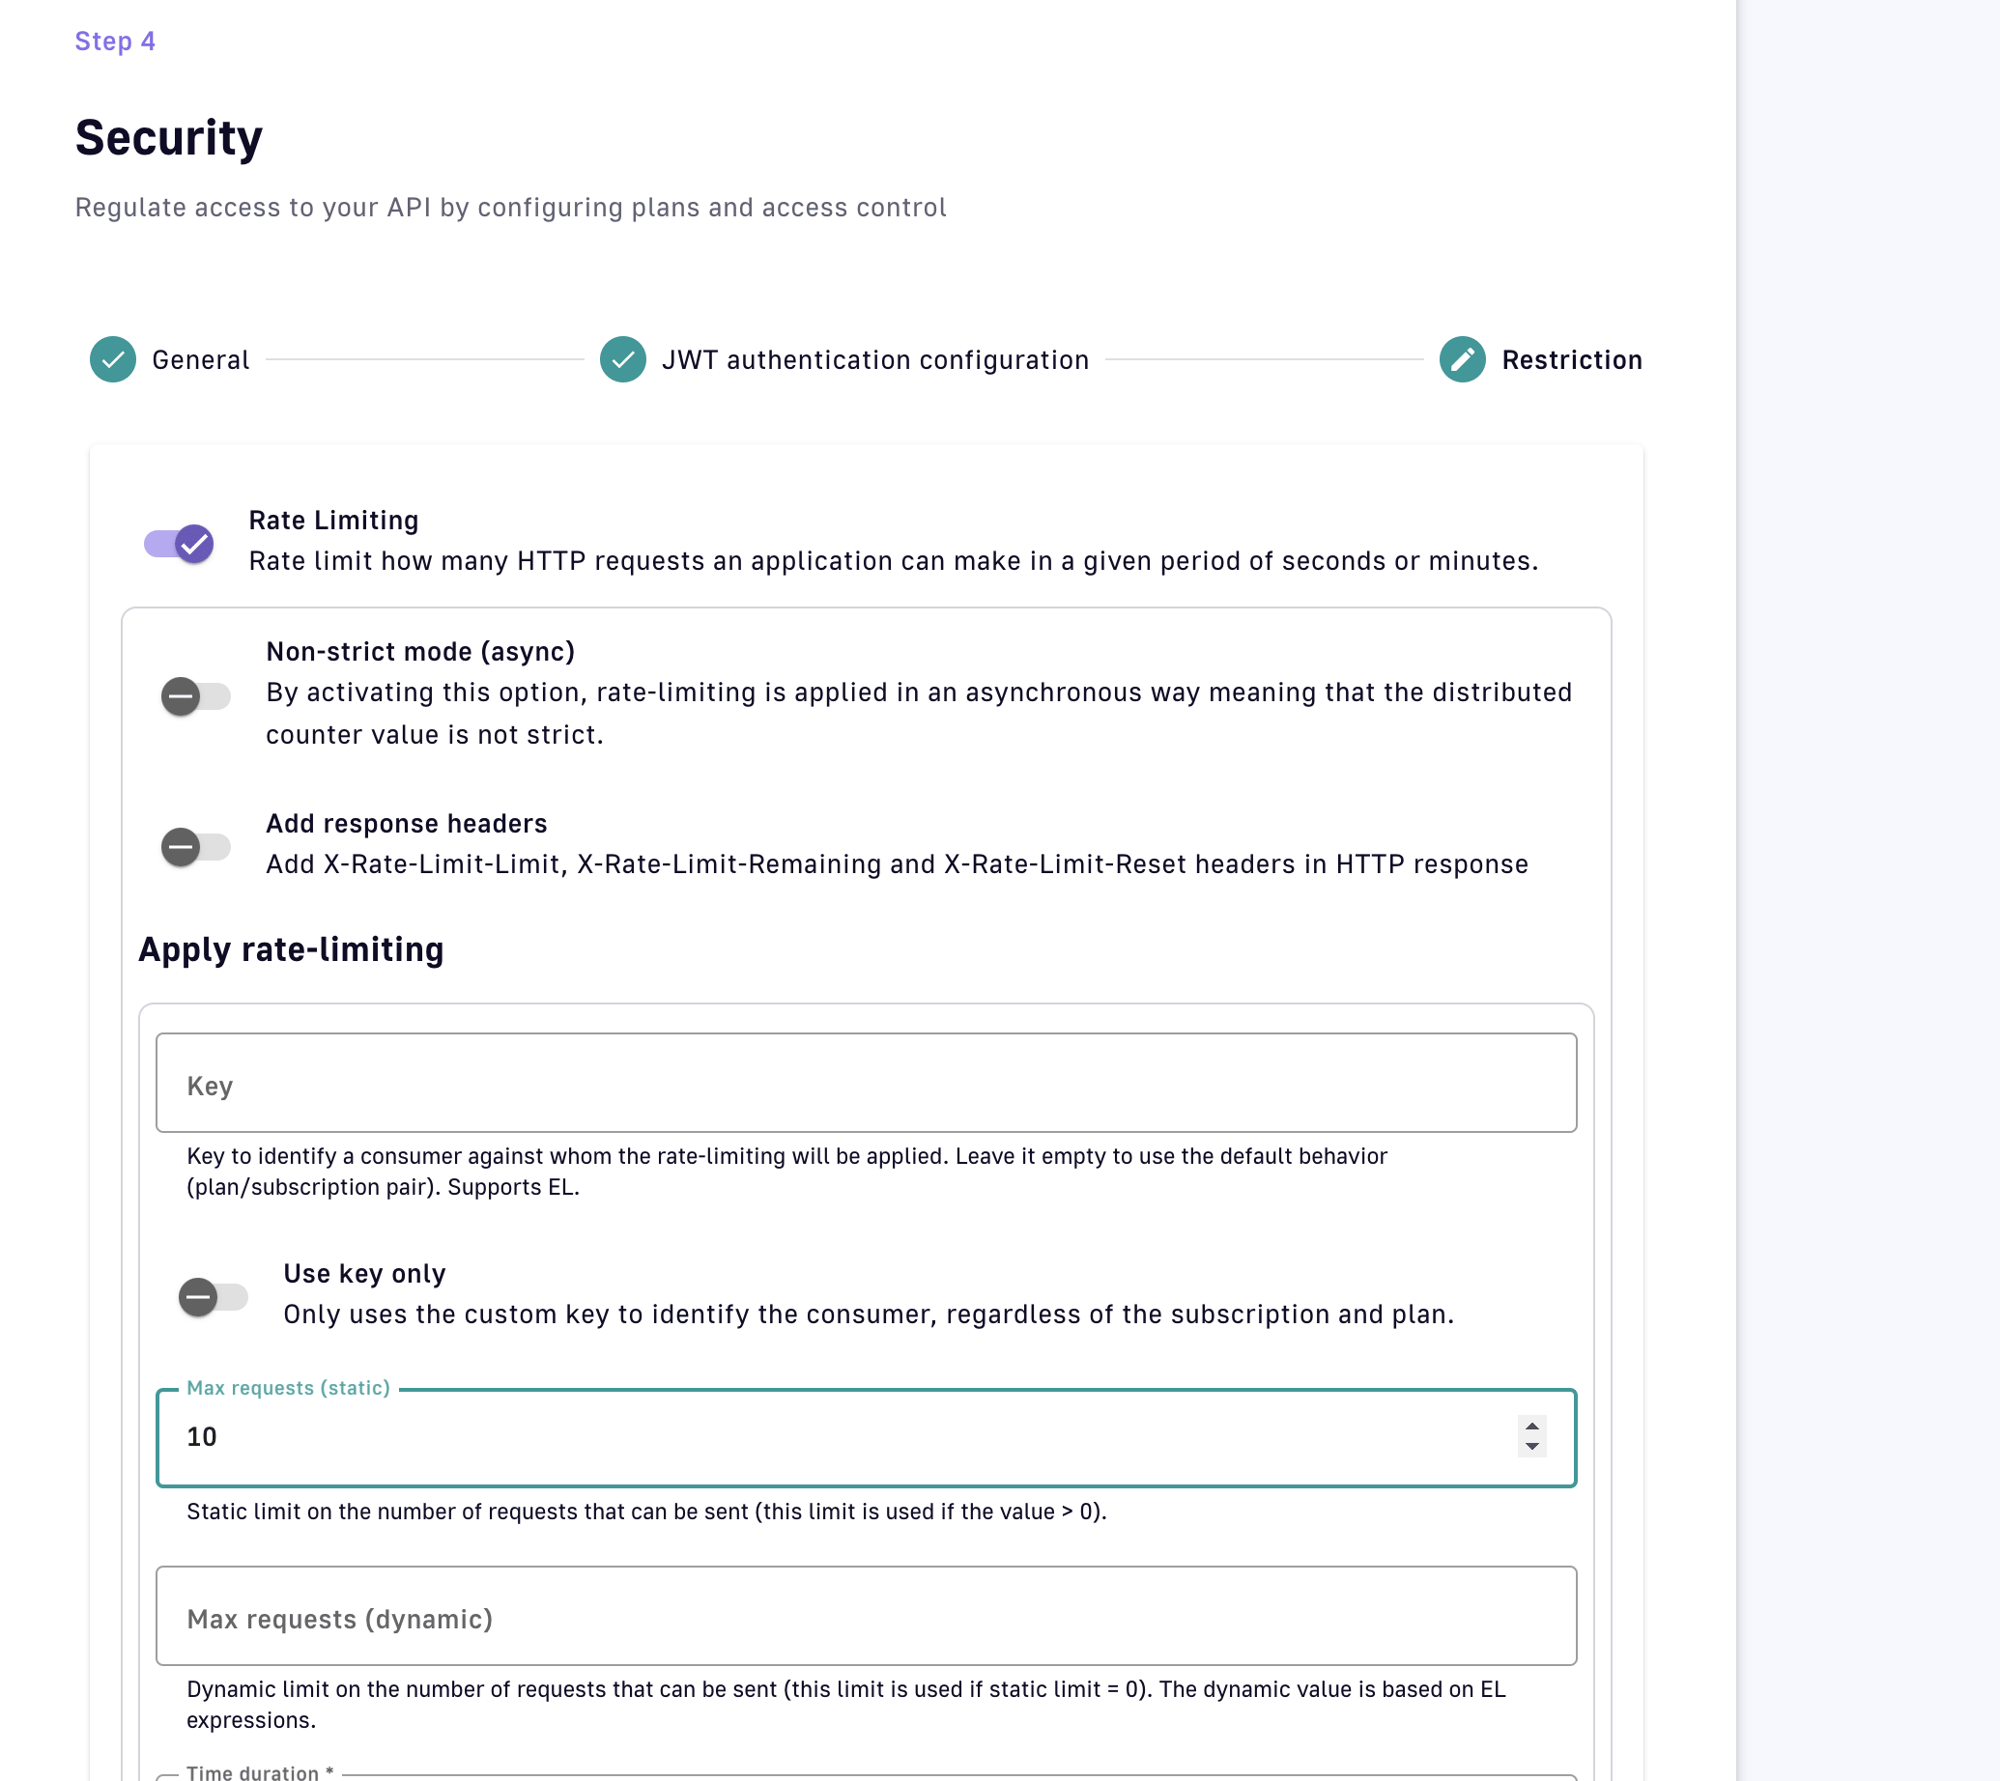 Step 4
Security
Regulate access to your API by configuring plans and access control
General
JWT authentication configuration
Restriction
Rate Limiting
Rate limit how many HTTP requests an application can make in a given period of seconds or minutes.
Non-strict mode (async)
By activating this option, rate-limiting is applied in an asynchronous way meaning that the distributed
counter value is not strict.
Add response headers
Add X-Rate-Limit-Limit, X-Rate-Limit-Remaining and X-Rate-Limit-Reset headers in HTTP response
Apply rate-limiting
Key
Key to identify a consumer against whom the rate-limiting will be applied. Leave it empty to use the default behavior
(plan/subscription pair). Supports EL.
Use key only
Only uses the custom key to identify the consumer, regardless of the subscription and plan.
Max requests (static)
10
Static limit on the number of requests that can be sent (this limit is used if the value > 0).
Max requests (dynamic)
Dynamic limit on the number of requests that can be sent (this limit is used if static limit = 0). The dynamic value is based on EL
expressions.
Time duration *